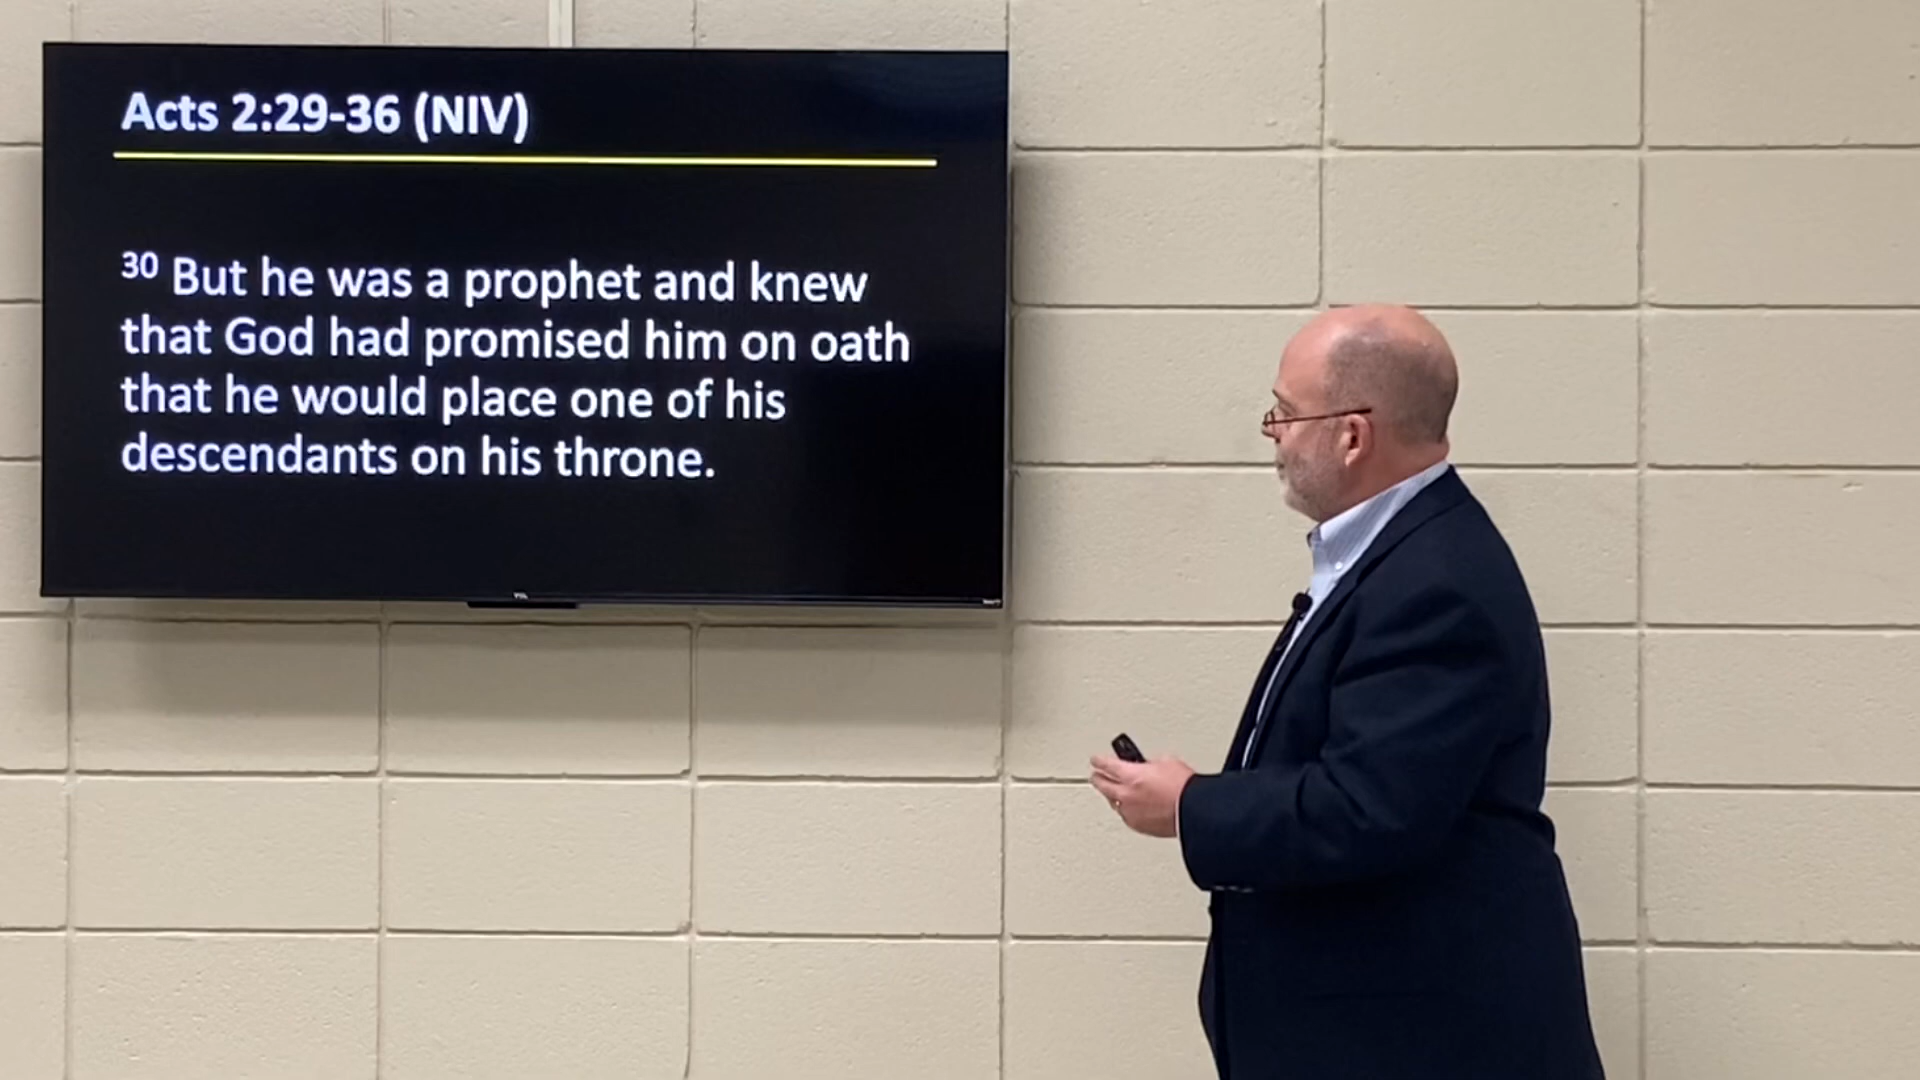 Acts 2:29-36 (NIV)
30 But he was a prophet and knew
that God had promised him on oath
that he would place one of his
descendants on his throne.
TCL